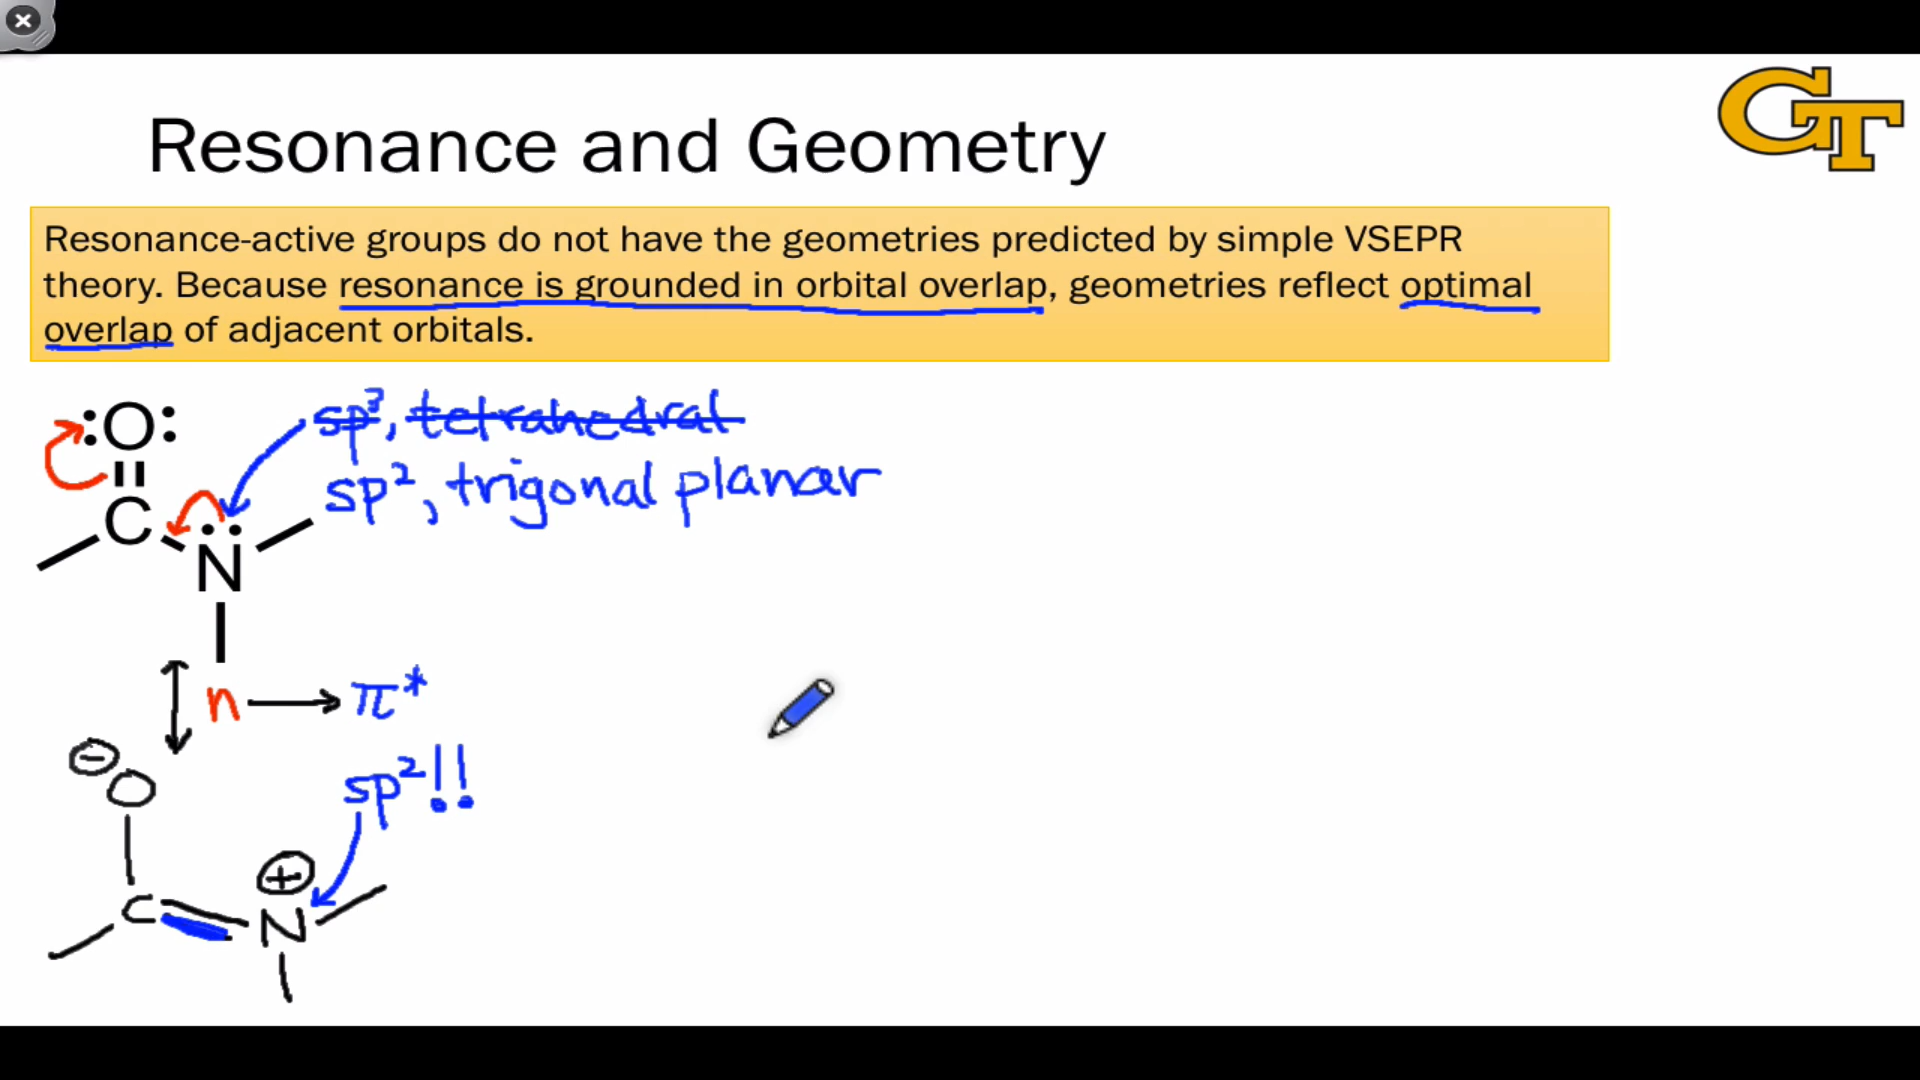 GT
Resonance and Geometry
Resonance-active groups do not have the geometries predicted by simple VSEPR
theory. Because resonance is grounded in orbital overlap, geometries reflect optimal
overlap of adjacent orbitals.
sp³, tetrahedral
sp², trigonal planar
:O:
C
N
n → π*
⊖
O
sp²!!
⊕
C
N